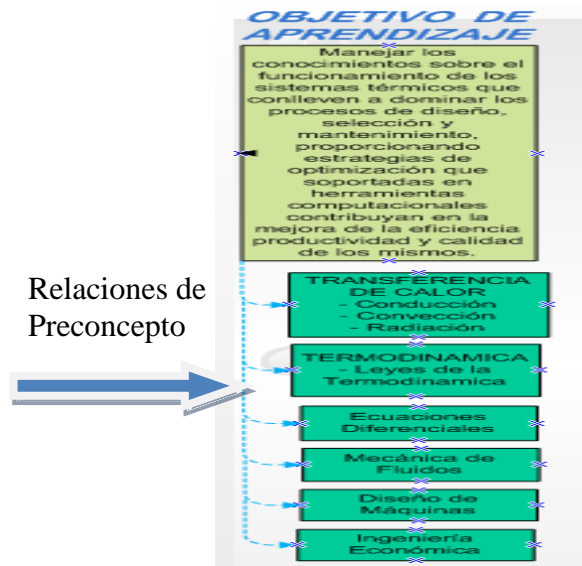 OBJETIVO DE
APRENDIZAJE
Manejar los
conocimientos sobre el
funcionamiento de los
sistemas térmicos que
conlleven a dominar los
procesos de diseño,
selección y
mantenimiento,
proporcionando
estrategias de
optimización que
soportadas en
herramientas
computacionales
contribuyan en la
mejora de la eficiencia
productividad y calidad
de los mismos.
Relaciones de
Preconcepto
TRANSFERENCIA
DE CALOR
- Conducción
- Convección
- Radiación
TERMODINAMICA
- Leyes de la
Termodinamica
Ecuaciones
Diferenciales
Mecánica de
Fluidos
Diseño de
Máquinas
Ingeniería
Económica